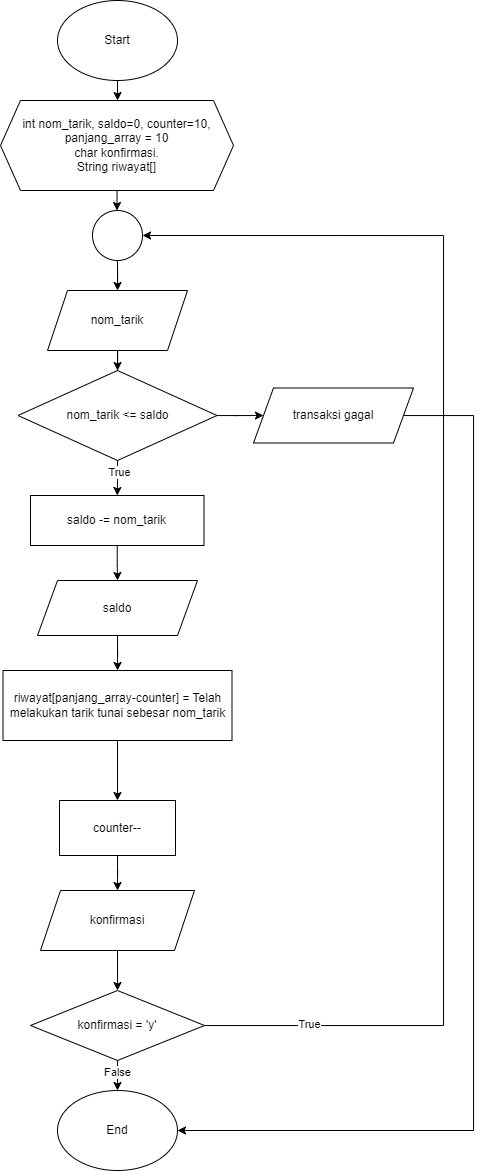 Start
int nom_tarik, saldo=0, counter=10,
panjang_array = 10
char konfirmasi.
String riwayat[]
nom_tarik
nom_tarik <= saldo
transaksi gagal
True
saldo -= nom_tarik
saldo
riwayat[panjang_array-counter] = Telah
melakukan tarik tunai sebesar nom_tarik
counter--
konfirmasi
konfirmasi = 'y'
True
False
End